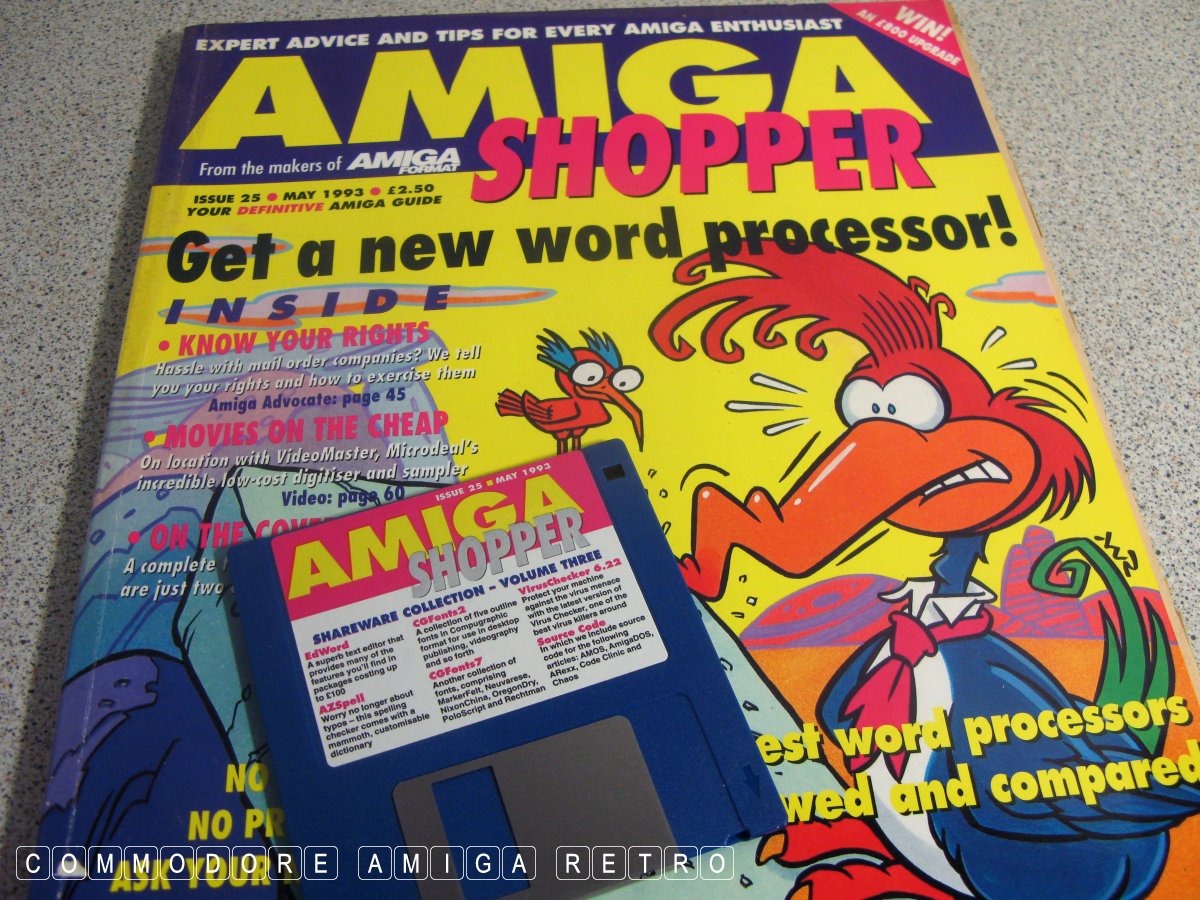 EXPERT ADVICE AND TIPS FOR EVERY AMIGA ENTHUSIAST
WIN!
AN £800 UPGRADE
AMIGA
SHOPPER
From the makers of AMIGA
FORMAT
ISSUE 25 • MAY 1993 • £2.50
YOUR DEFINITIVE AMIGA GUIDE
Get a new word processor!
INSIDE
• KNOW YOUR RIGHTS
Hassle with mail order companies? We tell
you your rights and how to exercise them
Amiga Advocate: page 45
• MOVIES ON THE CHEAP
On location with VideoMaster, Microdeal's
incredible low-cost digitiser and sampler
Video: page 60
• ON THE
A complete
are just two
ISSUE 25 ■ MAY 1993
AMIGA
SHOPPER
SHAREWARE COLLECTION – VOLUME THREE
EdWord
A superb text editor that
provides many of the
features you'll find in
packages costing up
to £100
AZSpell
Worry no longer about
typos – this spelling
checker comes with a
mammoth, customisable
dictionary
CGFonts2
A collection of five outline
fonts in Compugraphic
format for use in desktop
publishing, videography
and so forth
CGFonts7
Another collection of
fonts, comprising
MarkerFelt, Neuvarese,
NixonChina, OregonDry,
PoloScript and Rechtman
VirusChecker 6.22
Protect your machine
against the virus menace
with the latest version of
Virus Checker, one of the
best virus killers around
Source Code
In which we include source
code for the following
articles: AMOS, AmigaDOS,
ARexx, Code Clinic and
Chaos
word processors
and compared
NO
NO
ASK YOUR
COMMODORE AMIGA RETRO